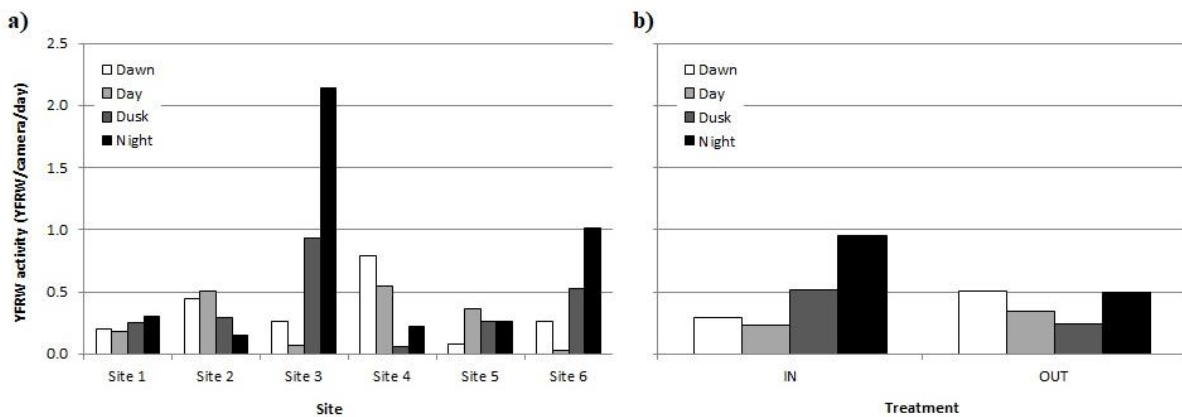 a)
YFRW activity (YFRW/camera/day)
2.5
2.0
1.5
1.0
0.5
0.0
Dawn
Day
Dusk
Night
Site 1 Site 2 Site 3 Site 4 Site 5 Site 6
Site
b)
Dawn
Day
Dusk
Night
IN OUT
Treatment